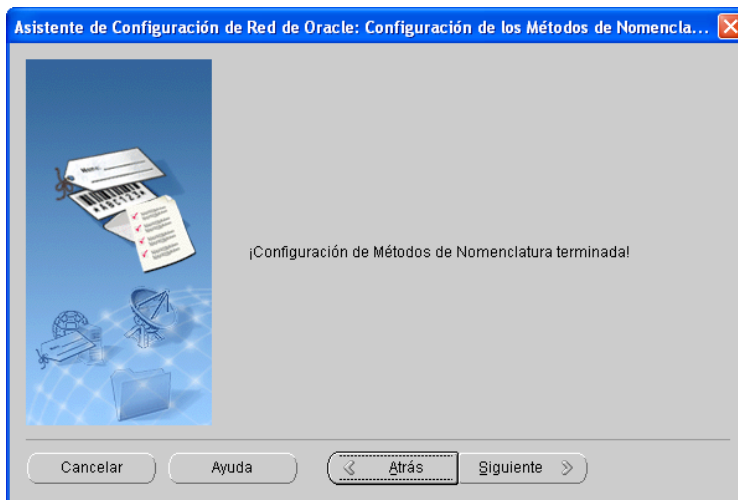 Asistente de Configuración de Red de Oracle: Configuración de los Métodos de Nomencla...
*ABC123*
¡Configuración de Métodos de Nomenclatura terminada!
Cancelar
Ayuda
Atrás
Siguiente